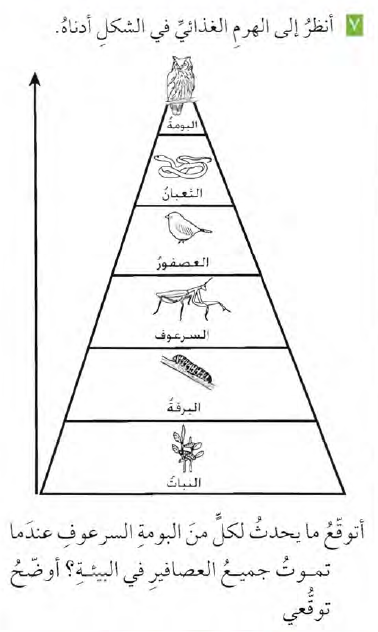 ٧ أنظرُ إلى الهرمِ الغذائيِّ في الشكلِ أدناهُ.
البومةُ
الثعبانُ
العصفورُ
السرعوف
اليرقةُ
النباتُ
أتوقّعُ ما يحدثُ لكلٍّ منَ البومةِ السرعوفِ عندَما
تمـوتُ جميـعُ العصافيرِ في البيئـةِ؟ أوضّحُ
توقُّعي